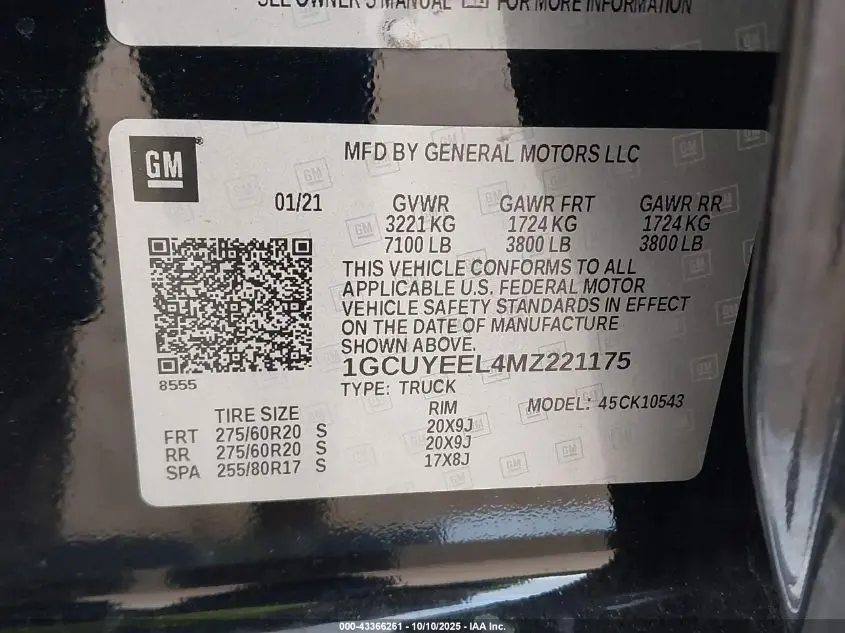 SEE OWNER'S MANUAL FOR MORE INFORMATION
GM®
MFD BY GENERAL MOTORS LLC
01/21 GVWR GAWR FRT GAWR RR
3221 KG 1724 KG 1724 KG
7100 LB 3800 LB 3800 LB
THIS VEHICLE CONFORMS TO ALL
APPLICABLE U.S. FEDERAL MOTOR
VEHICLE SAFETY STANDARDS IN EFFECT
ON THE DATE OF MANUFACTURE
SHOWN ABOVE.
1GCUYEEL4MZ221175
8555
TYPE: TRUCK
TIRE SIZE RIM MODEL: 45CK10543
FRT 275/60R20 S 20X9J
RR 275/60R20 S 20X9J
SPA 255/80R17 S 17X8J
000-43366261 - 10/10/2025 - IAA Inc.